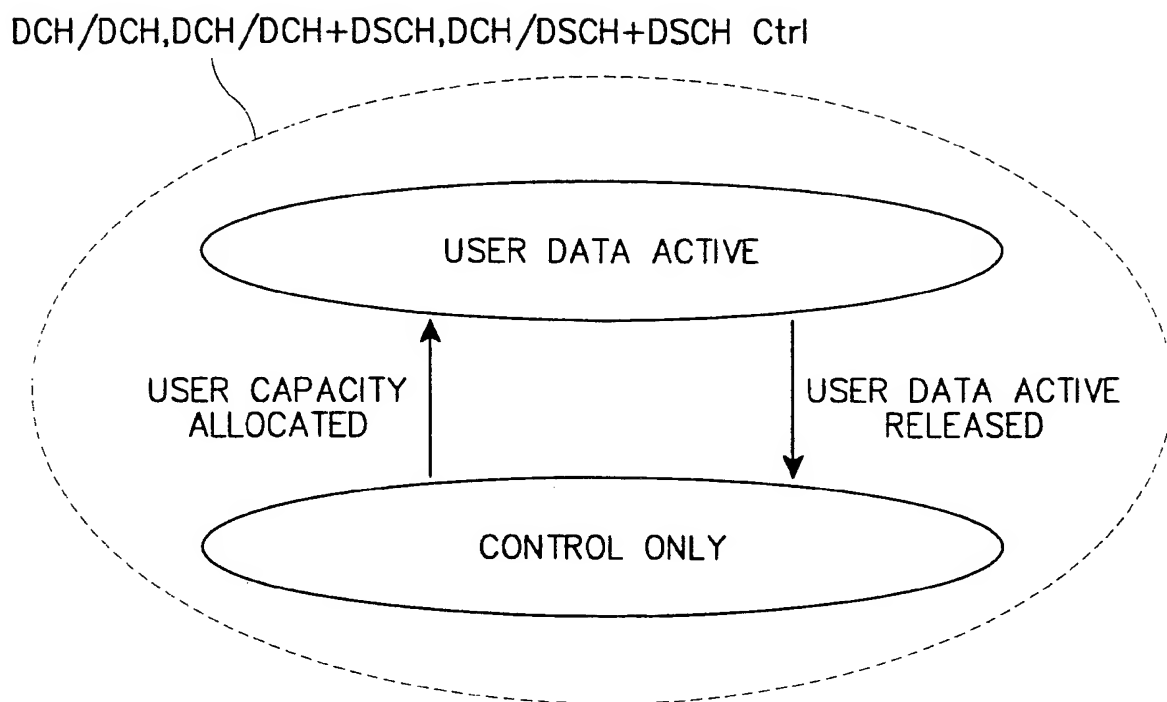 DCH/DCH,DCH/DCH+DSCH,DCH/DSCH+DSCH Ctrl
USER DATA ACTIVE
USER CAPACITY
ALLOCATED
USER DATA ACTIVE
RELEASED
CONTROL ONLY